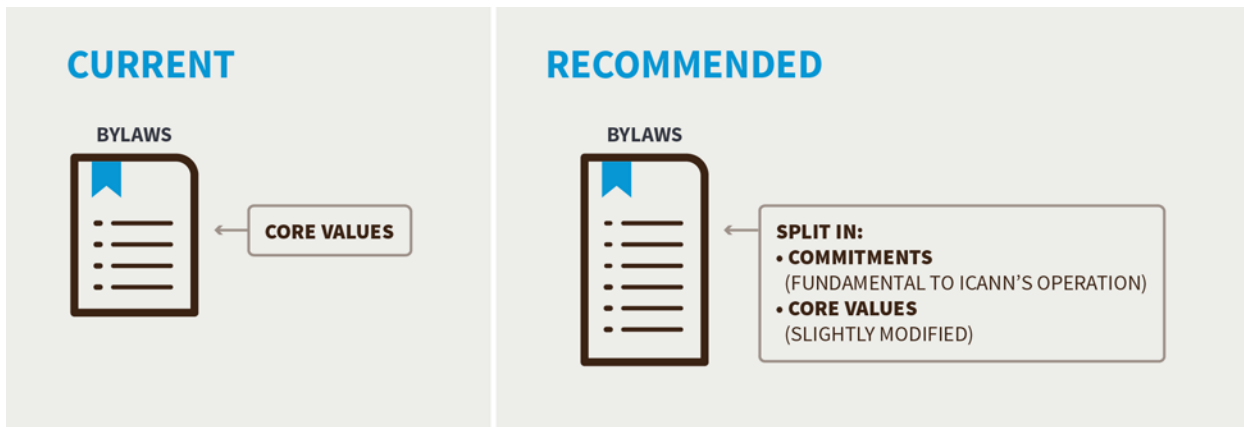 CURRENT
BYLAWS
CORE VALUES
RECOMMENDED
BYLAWS
SPLIT IN:
• COMMITMENTS
(FUNDAMENTAL TO ICANN’S OPERATION)
• CORE VALUES
(SLIGHTLY MODIFIED)